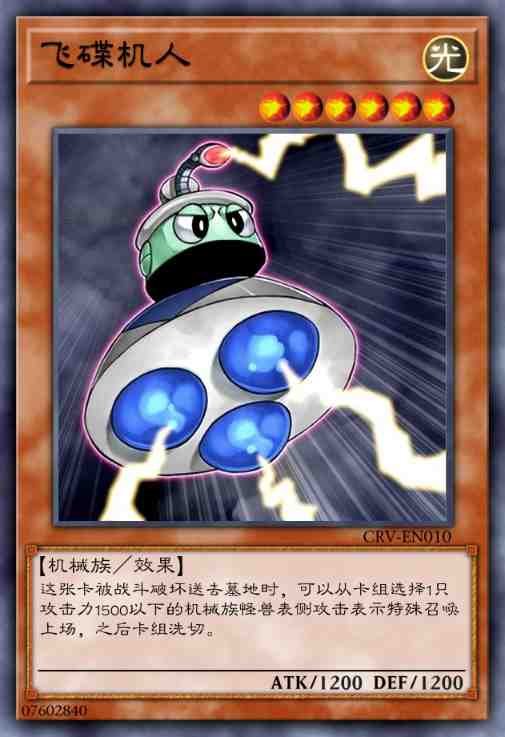 飞碟机人
光
CRV-EN010
【机械族／效果】
这张卡被战斗破坏送去墓地时，可以从卡组选择1只
攻击力1500以下的机械族怪兽表侧攻击表示特殊召唤
上场，之后卡组洗切。
ATK/1200 DEF/1200
07602840